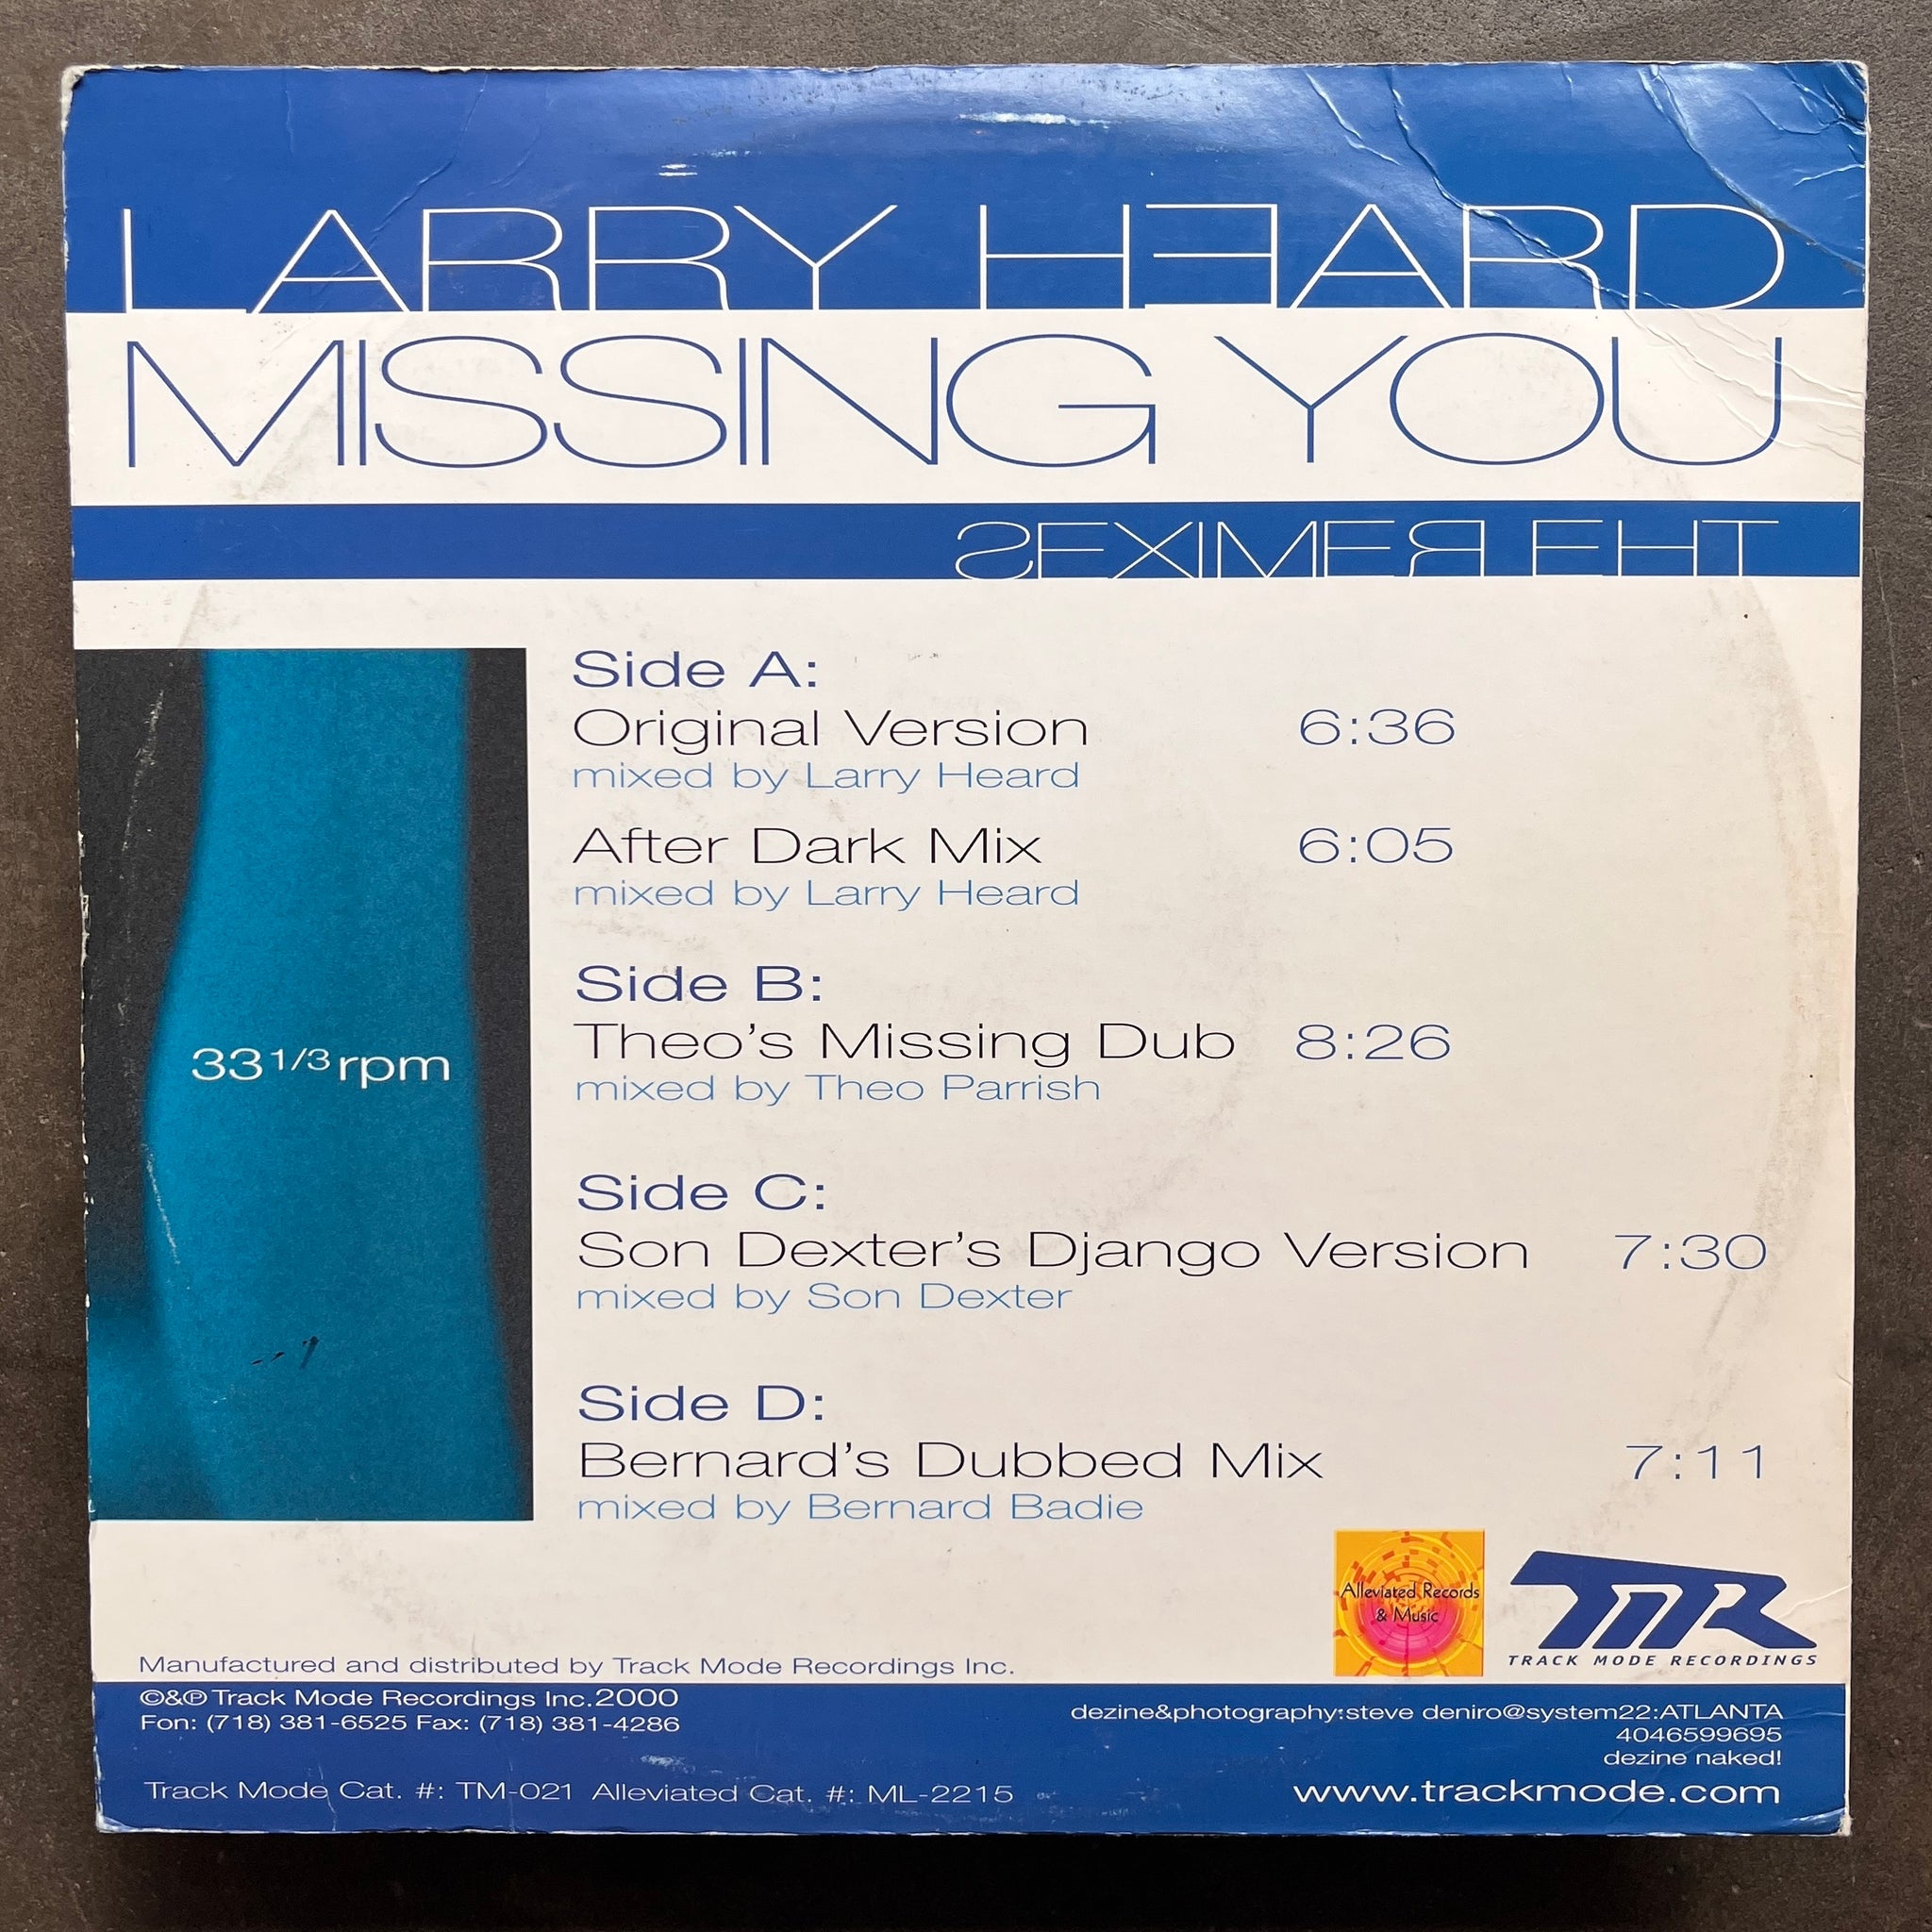 LARRY HEARD
MISSING YOU
THE REMIXES
Side A:
Original Version 6:36
mixed by Larry Heard
After Dark Mix 6:05
mixed by Larry Heard
Side B:
Theo's Missing Dub 8:26
mixed by Theo Parrish
Side C:
Son Dexter's Django Version 7:30
mixed by Son Dexter
Side D:
Bernard's Dubbed Mix 7:11
mixed by Bernard Badie
33 1/3 rpm
Alleviated Records
& Music
TMR
TRACK MODE RECORDINGS
Manufactured and distributed by Track Mode Recordings Inc.
©&℗ Track Mode Recordings Inc.2000
Fon: (718) 381-6525 Fax: (718) 381-4286
Track Mode Cat. #: TM-021 Alleviated Cat. #: ML-2215
dezine&photography:steve deniro@system22:ATLANTA
4046599695
dezine naked!
www.trackmode.com